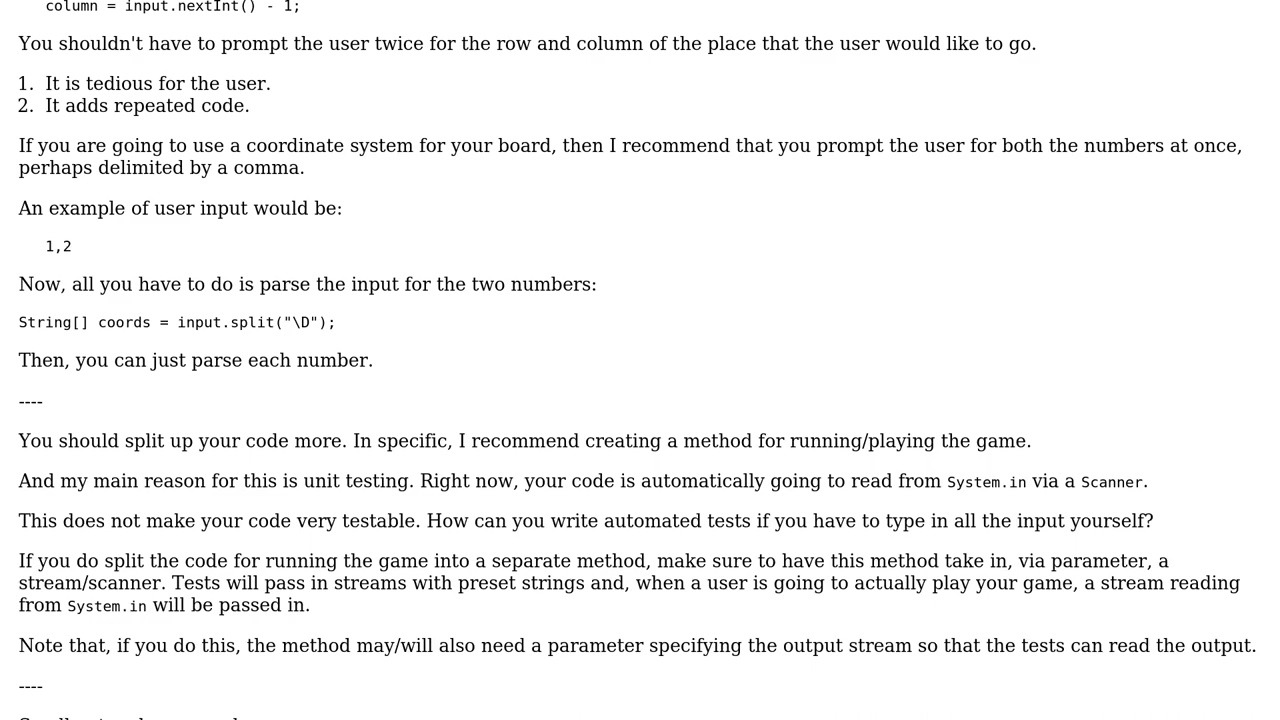 column = input.nextInt() - 1;
You shouldn't have to prompt the user twice for the row and column of the place that the user would like to go.
1. It is tedious for the user.
2. It adds repeated code.
If you are going to use a coordinate system for your board, then I recommend that you prompt the user for both the numbers at once,
perhaps delimited by a comma.
An example of user input would be:
1,2
Now, all you have to do is parse the input for the two numbers:
String[] coords = input.split("\D");
Then, you can just parse each number.
----
You should split up your code more. In specific, I recommend creating a method for running/playing the game.
And my main reason for this is unit testing. Right now, your code is automatically going to read from System.in via a Scanner.
This does not make your code very testable. How can you write automated tests if you have to type in all the input yourself?
If you do split the code for running the game into a separate method, make sure to have this method take in, via parameter, a
stream/scanner. Tests will pass in streams with preset strings and, when a user is going to actually play your game, a stream reading
from System.in will be passed in.
Note that, if you do this, the method may/will also need a parameter specifying the output stream so that the tests can read the output.
----